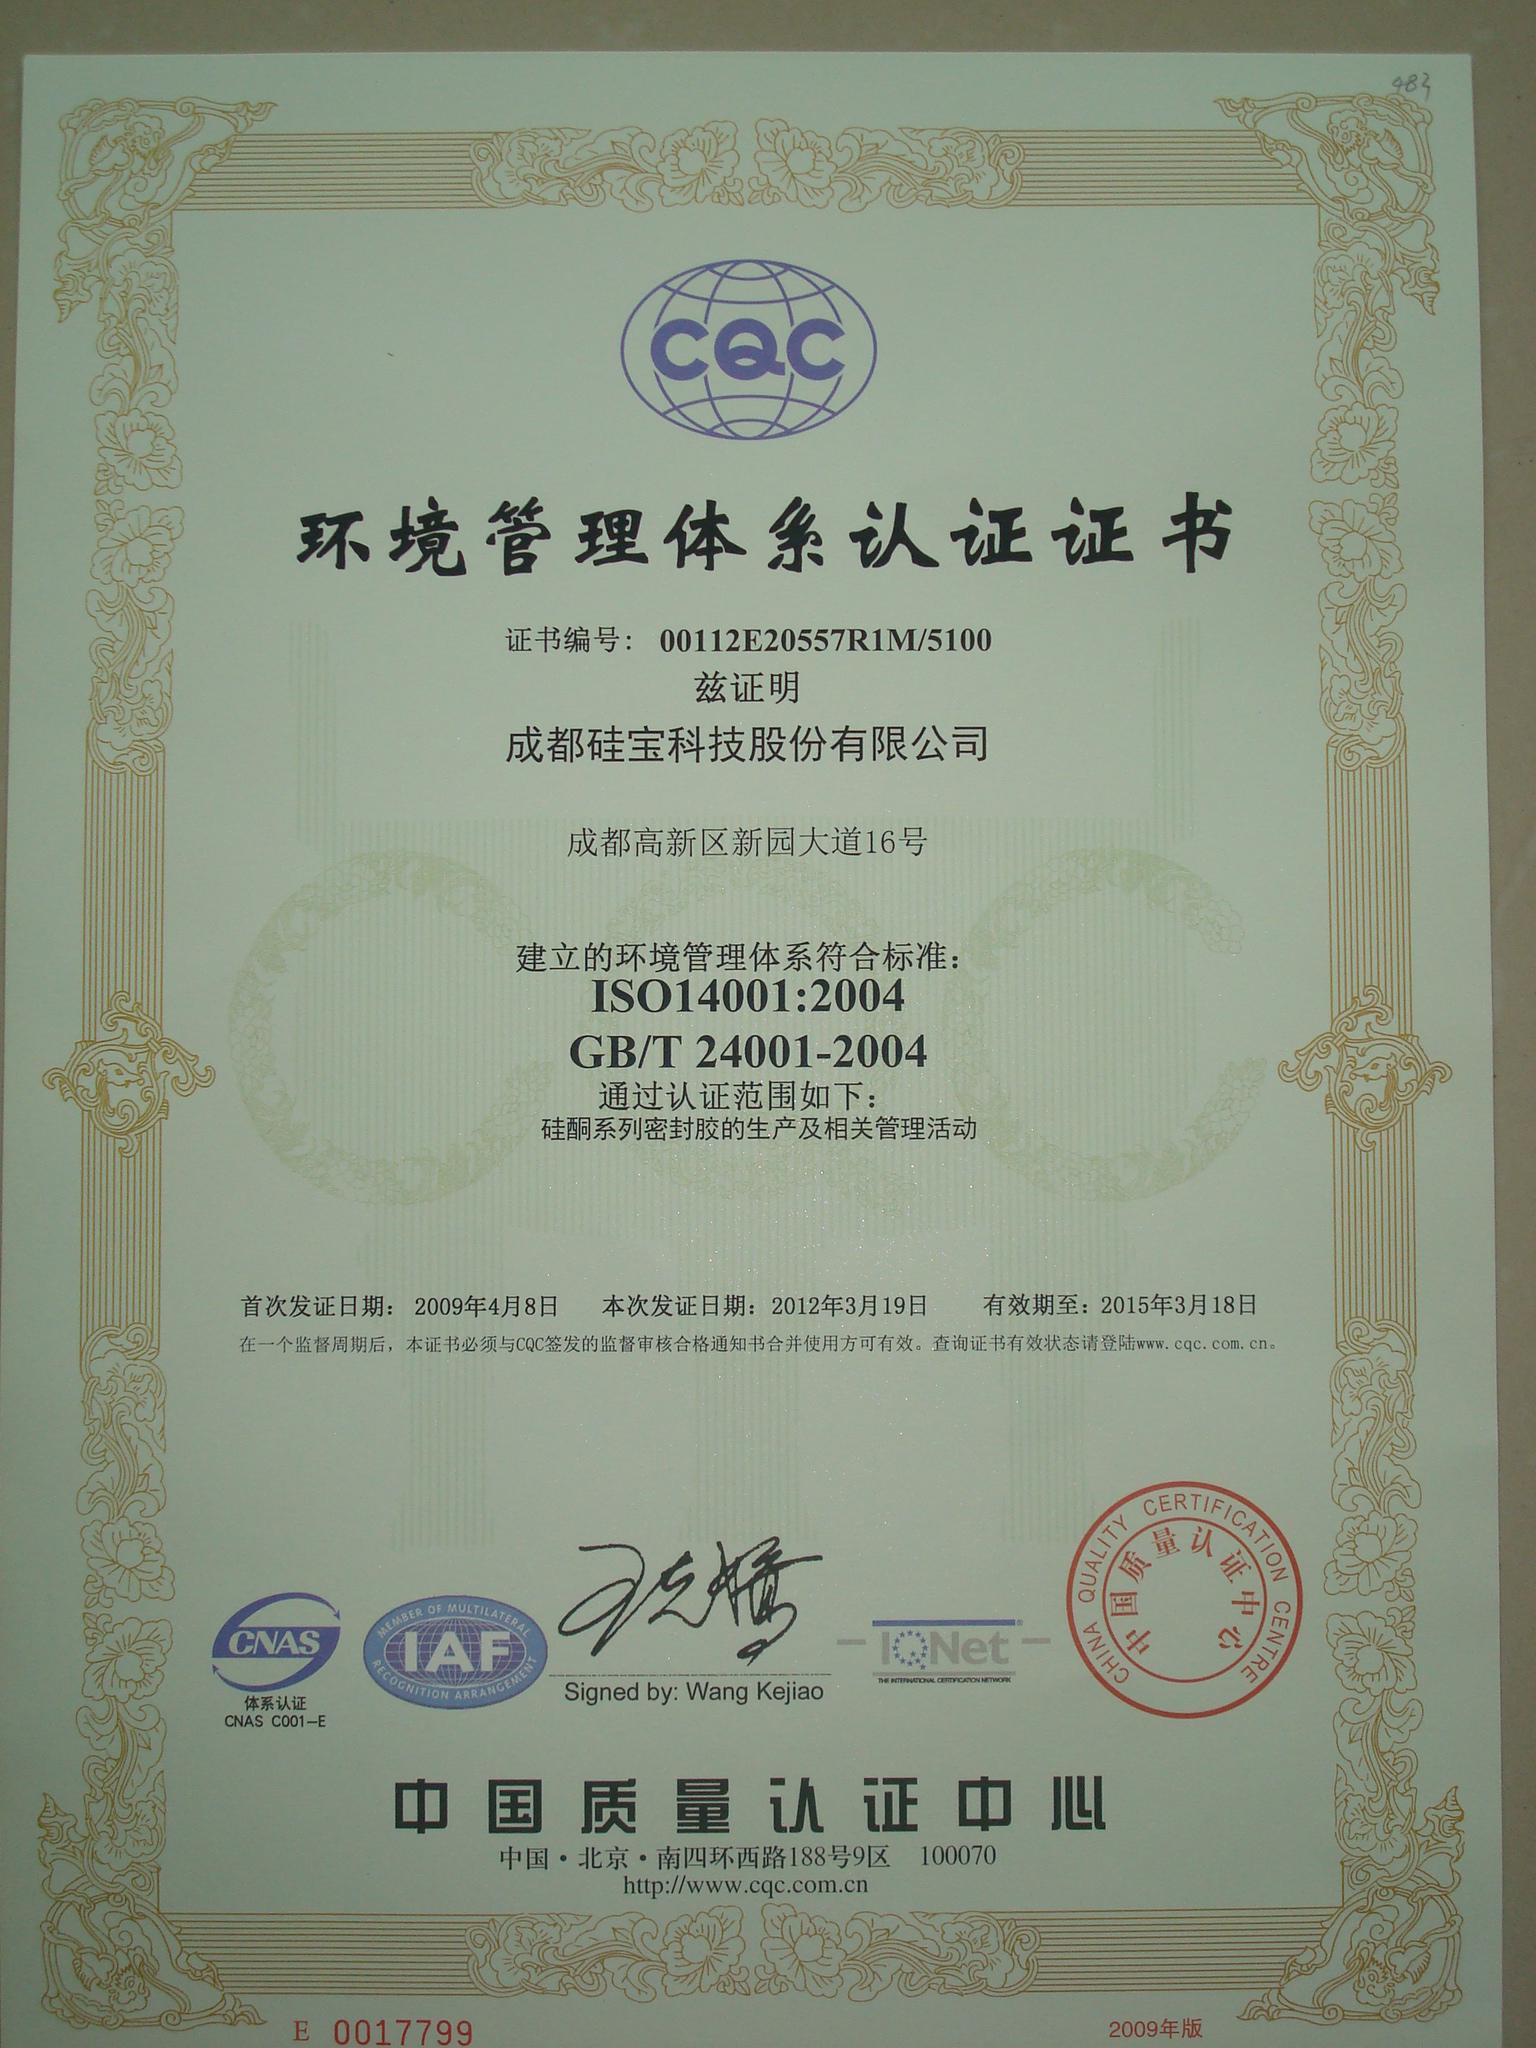 483
CQC
环境管理体系认证证书
证书编号： 00112E20557R1M/5100
兹证明
成都硅宝科技股份有限公司
成都高新区新园大道16号
建立的环境管理体系符合标准：
ISO14001:2004
GB/T 24001-2004
通过认证范围如下：
硅酮系列密封胶的生产及相关管理活动
首次发证日期： 2009年4月8日 本次发证日期：2012年3月19日 有效期至：2015年3月18日
在一个监督周期后，本证书必须与CQC签发的监督审核合格通知书合并使用方可有效。查询证书有效状态请登陆www.cqc.com.cn。
CNAS
体系认证
CNAS C001-E
MEMBER OF MULTILATERAL
IAF
RECOGNITION ARRANGEMENT
Signed by: Wang Kejiao
IQNet
THE INTERNATIONAL CERTIFICATION NETWORK
CHINA QUALITY CERTIFICATION CENTRE
中国质量认证中心
中国质量认证中心
中国·北京·南四环西路188号9区 100070
http://www.cqc.com.cn
E 0017799
2009年版